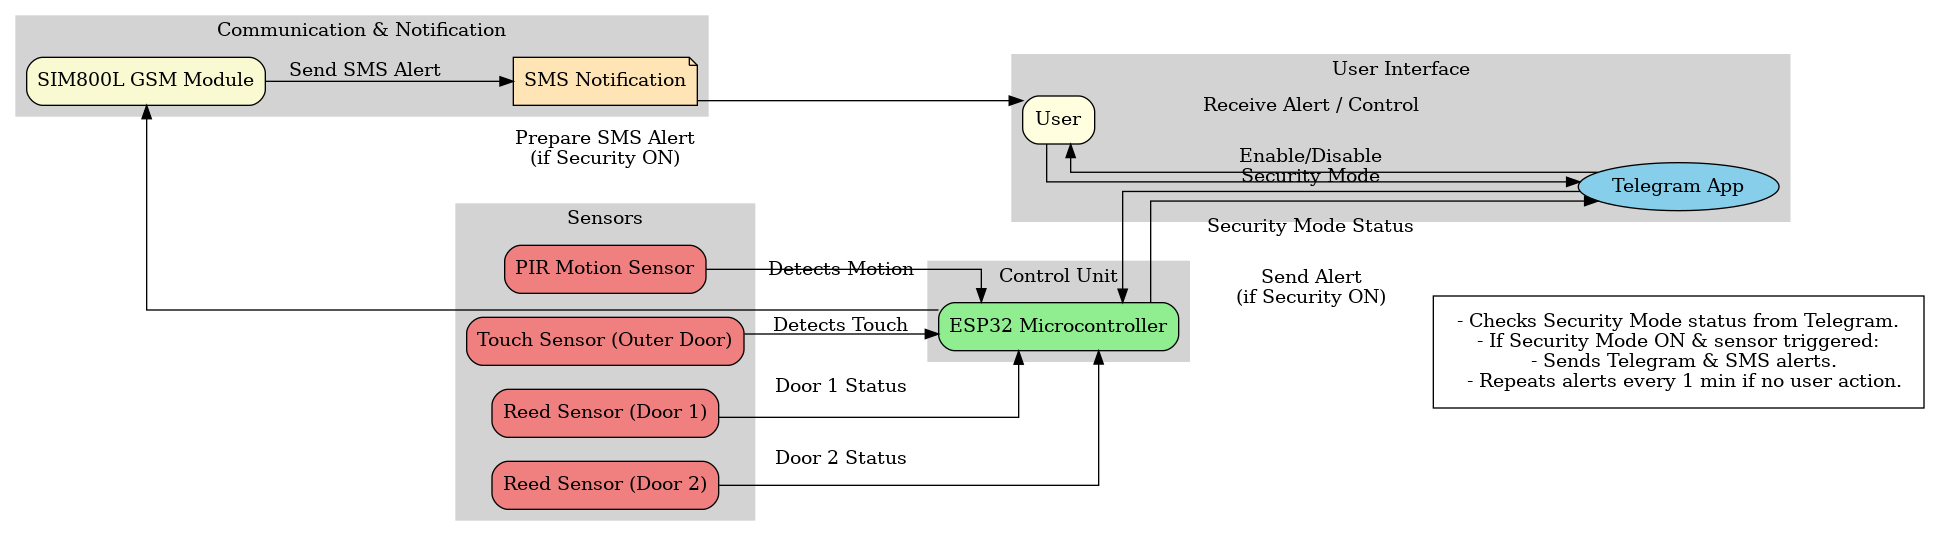 Communication & Notification
SIM800L GSM Module
Send SMS Alert
SMS Notification
Prepare SMS Alert
(if Security ON)
User Interface
User
Receive Alert / Control
Enable/Disable
Security Mode
Telegram App
Security Mode Status
Send Alert
(if Security ON)
Sensors
PIR Motion Sensor
Detects Motion
Touch Sensor (Outer Door)
Detects Touch
Reed Sensor (Door 1)
Door 1 Status
Reed Sensor (Door 2)
Door 2 Status
Control Unit
ESP32 Microcontroller
- Checks Security Mode status from Telegram.
- If Security Mode ON & sensor triggered:
- Sends Telegram & SMS alerts.
- Repeats alerts every 1 min if no user action.